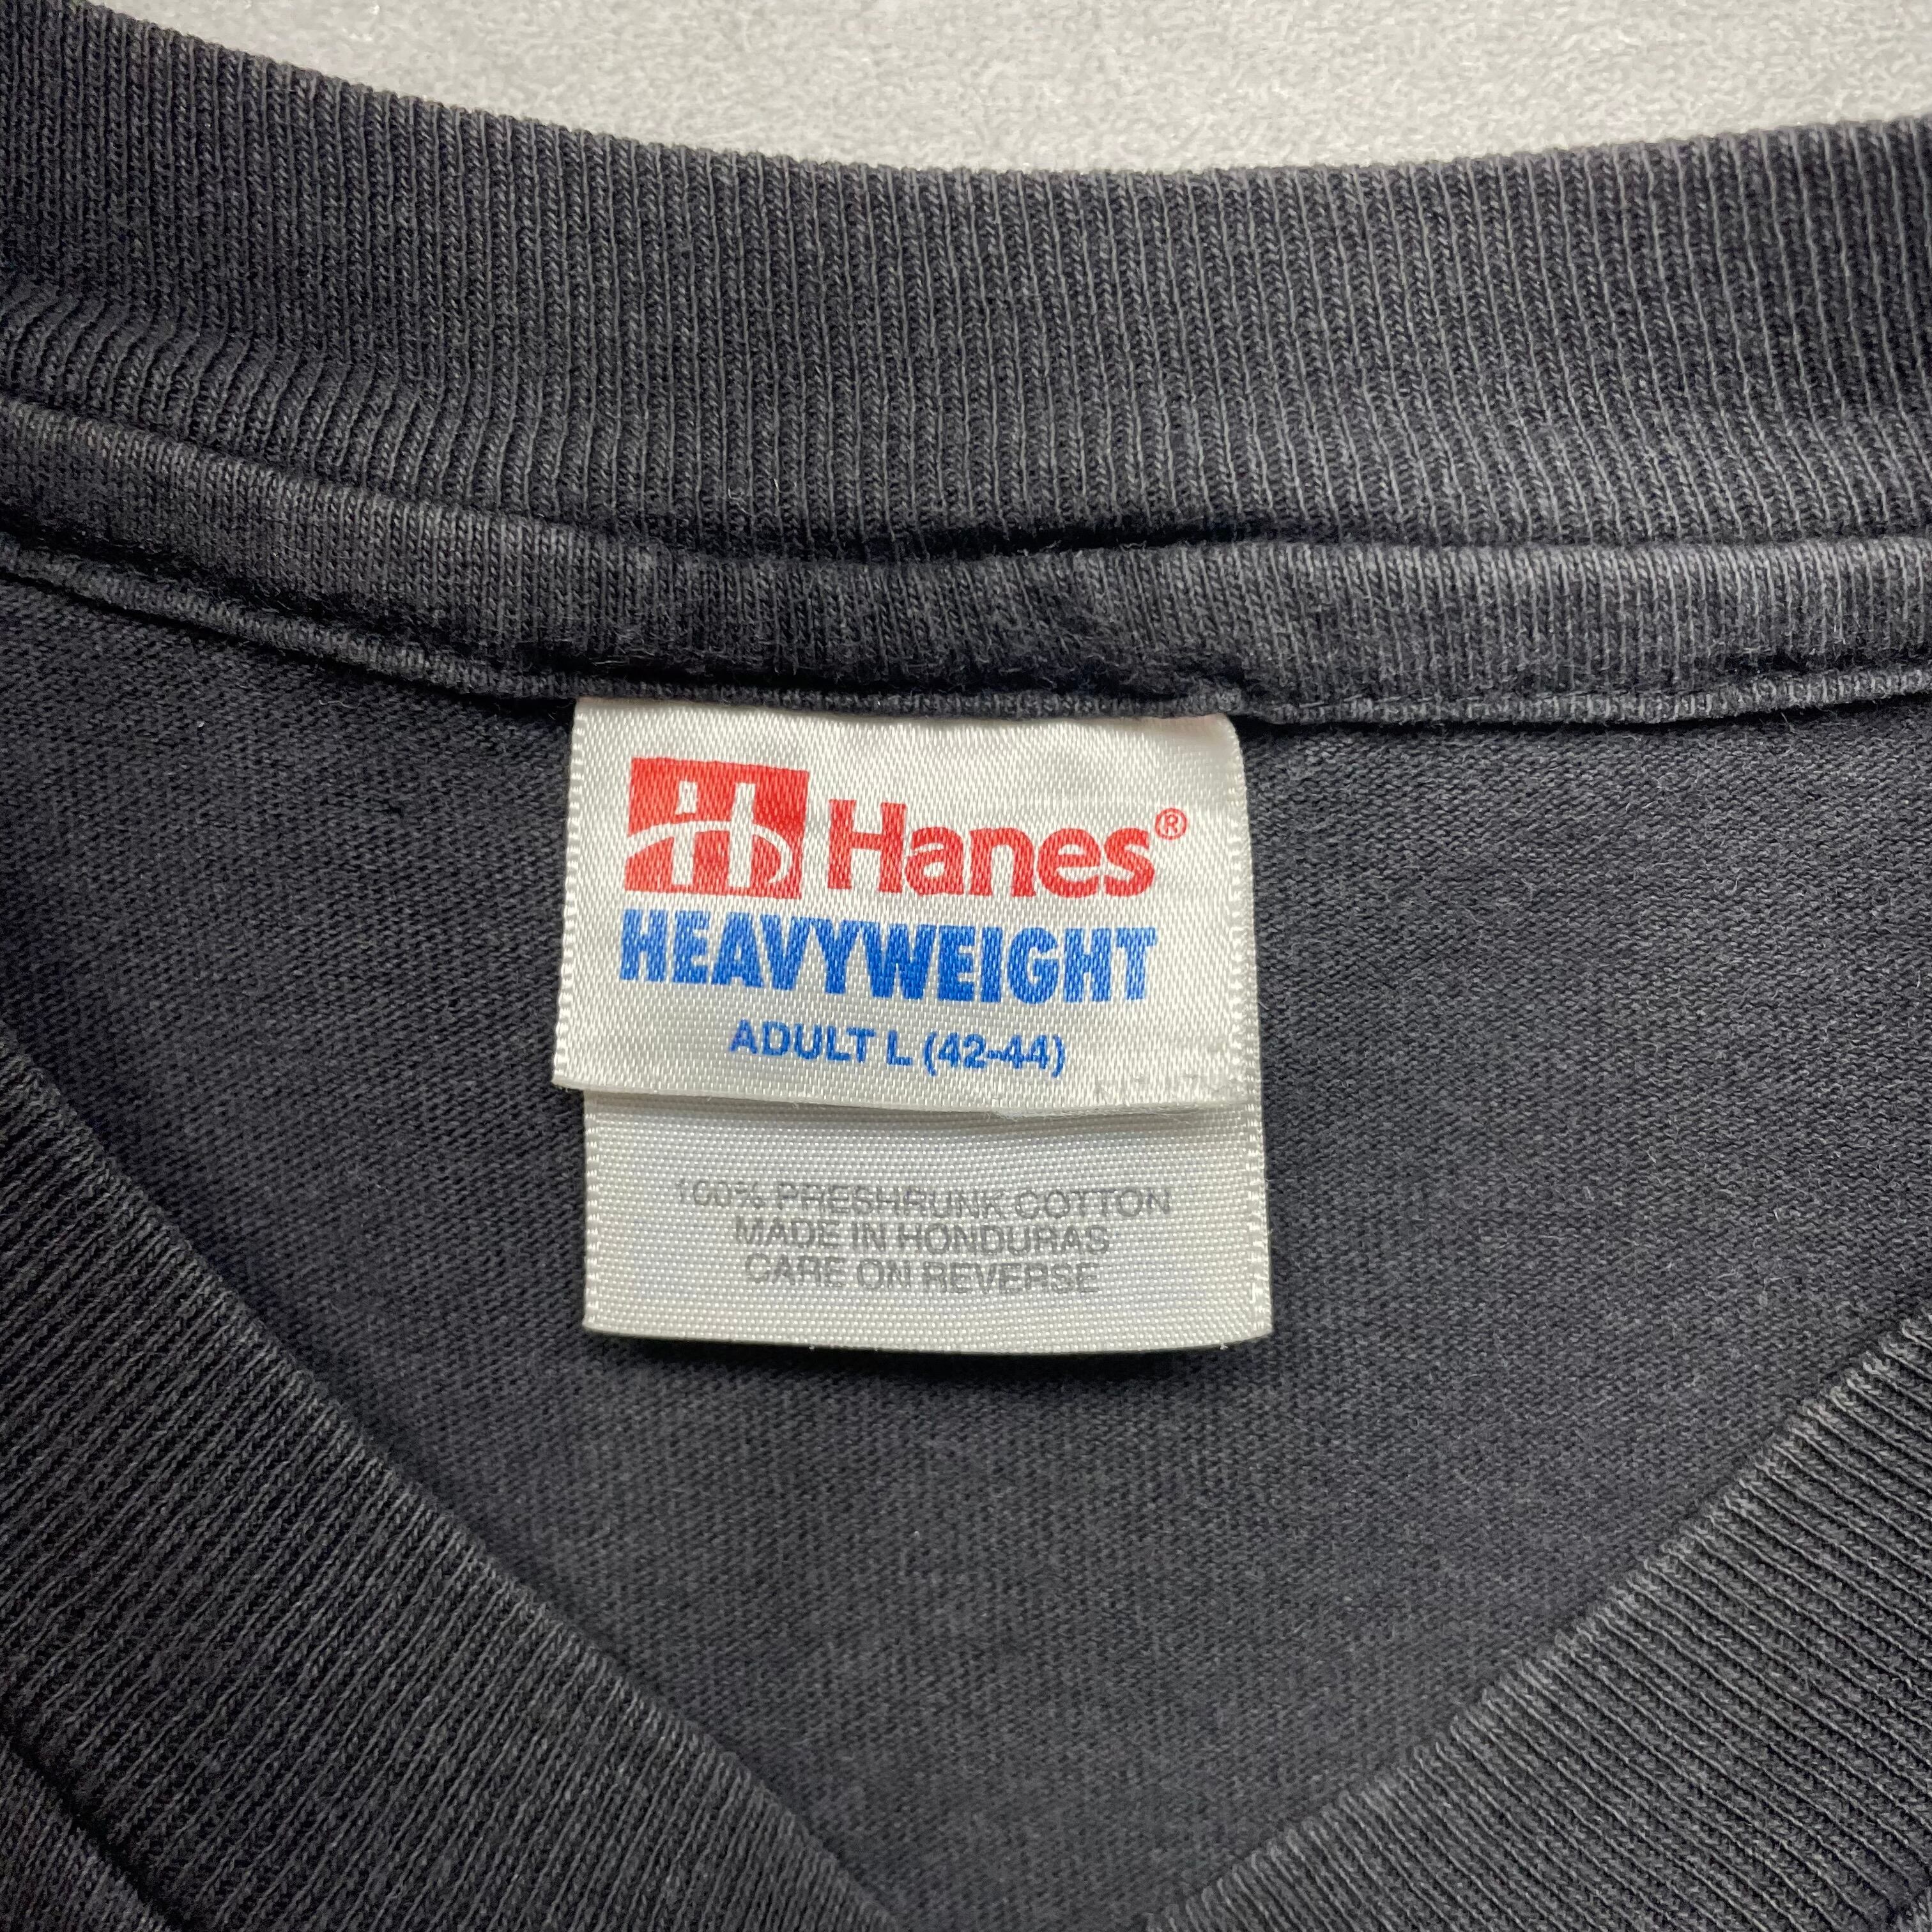 Hanes®
HEAVYWEIGHT
ADULT L (42-44)
100% PRESHRUNK COTTON
MADE IN HONDURAS
CARE ON REVERSE